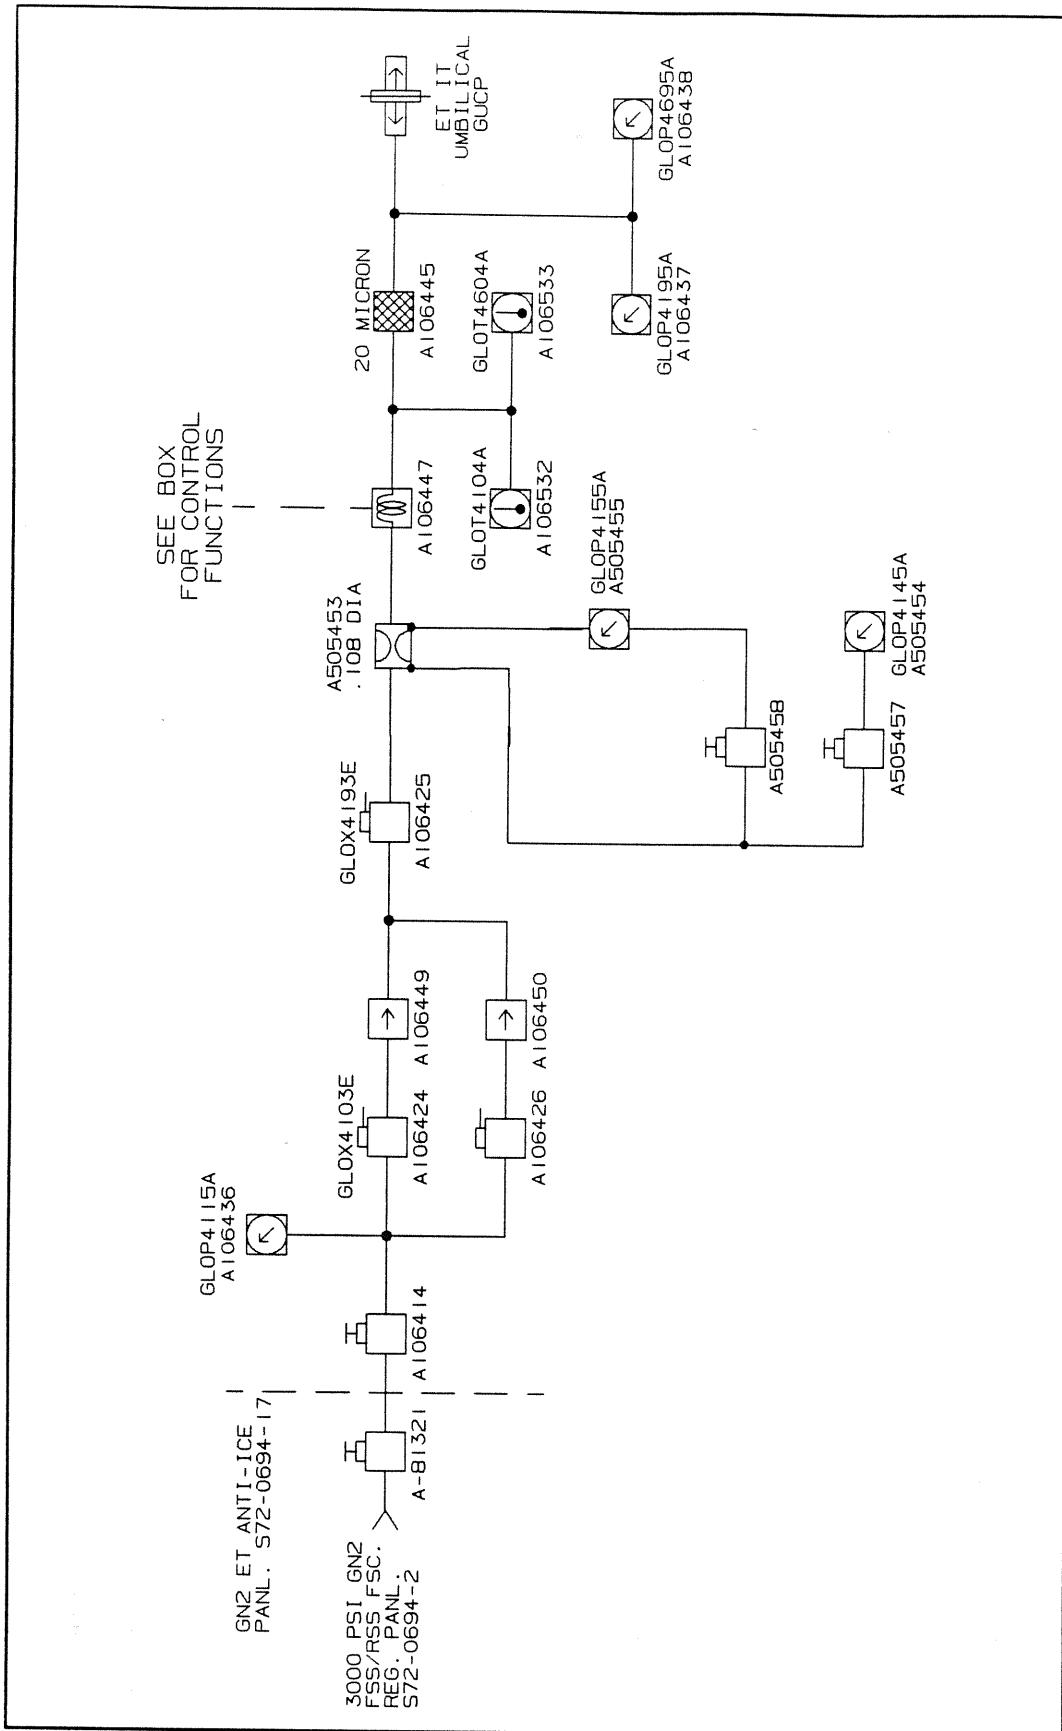 GN2 ET ANTI-ICE
PANL. S72-0694-17
3000 PSI GN2
FSS/RSS FSC.
REG. PANL.
S72-0694-2
A-81321
A106414
GLOP4115A
A106436
GLOX4103E
A106424
A106449
A106426
A106450
GLOX4193E
A106425
A505453
.108 DIA
SEE BOX
FOR CONTROL
FUNCTIONS
A106447
20 MICRON
A106445
GLOT4104A
A106532
GLOT4604A
A106533
ET IT
UMBILICAL
GUCP
GLOP4195A
A106437
GLOP4695A
A106438
GLOP4155A
A505455
A505458
A505457
GLOP4145A
A505454